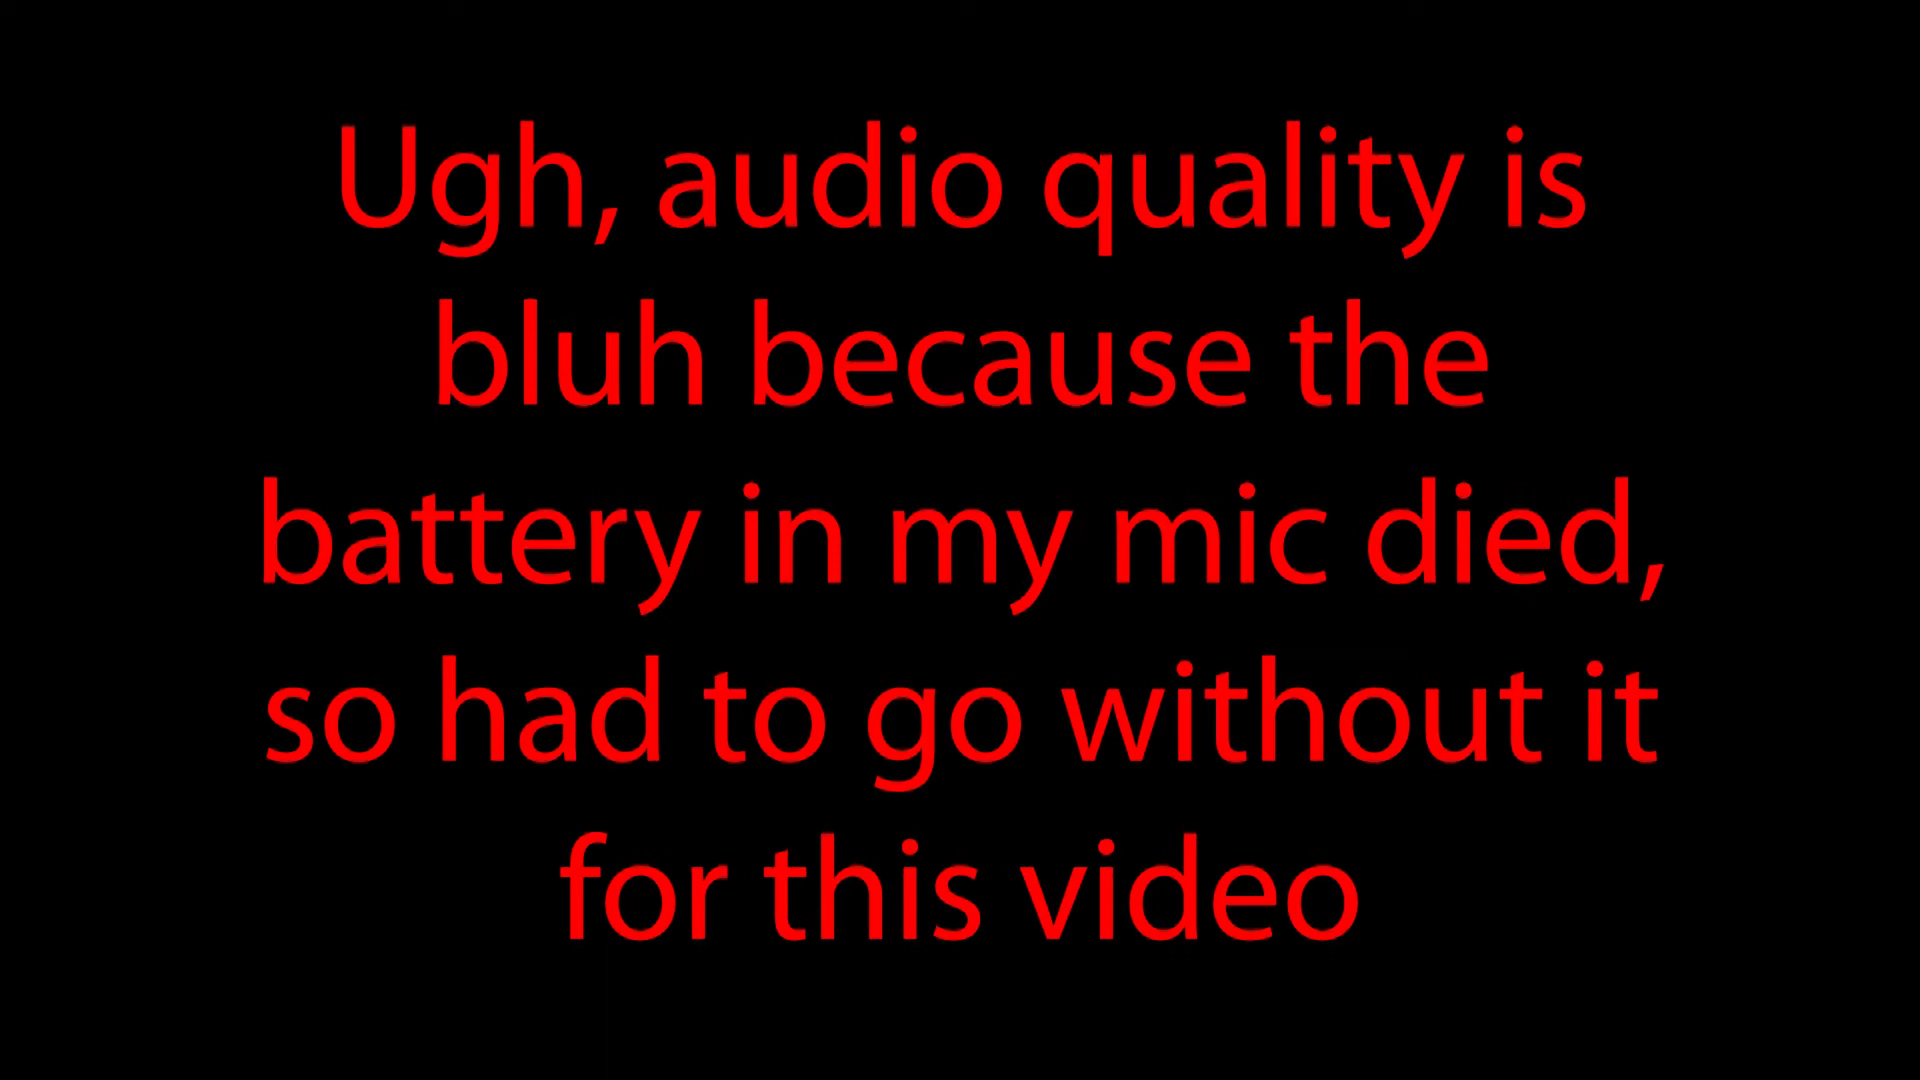 Ugh, audio quality is
bluh because the
battery in my mic died,
so had to go without it
for this video